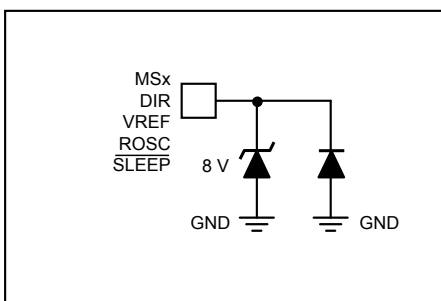 MSx
DIR
VREF
ROSC
SLEEP
8 V
GND
GND